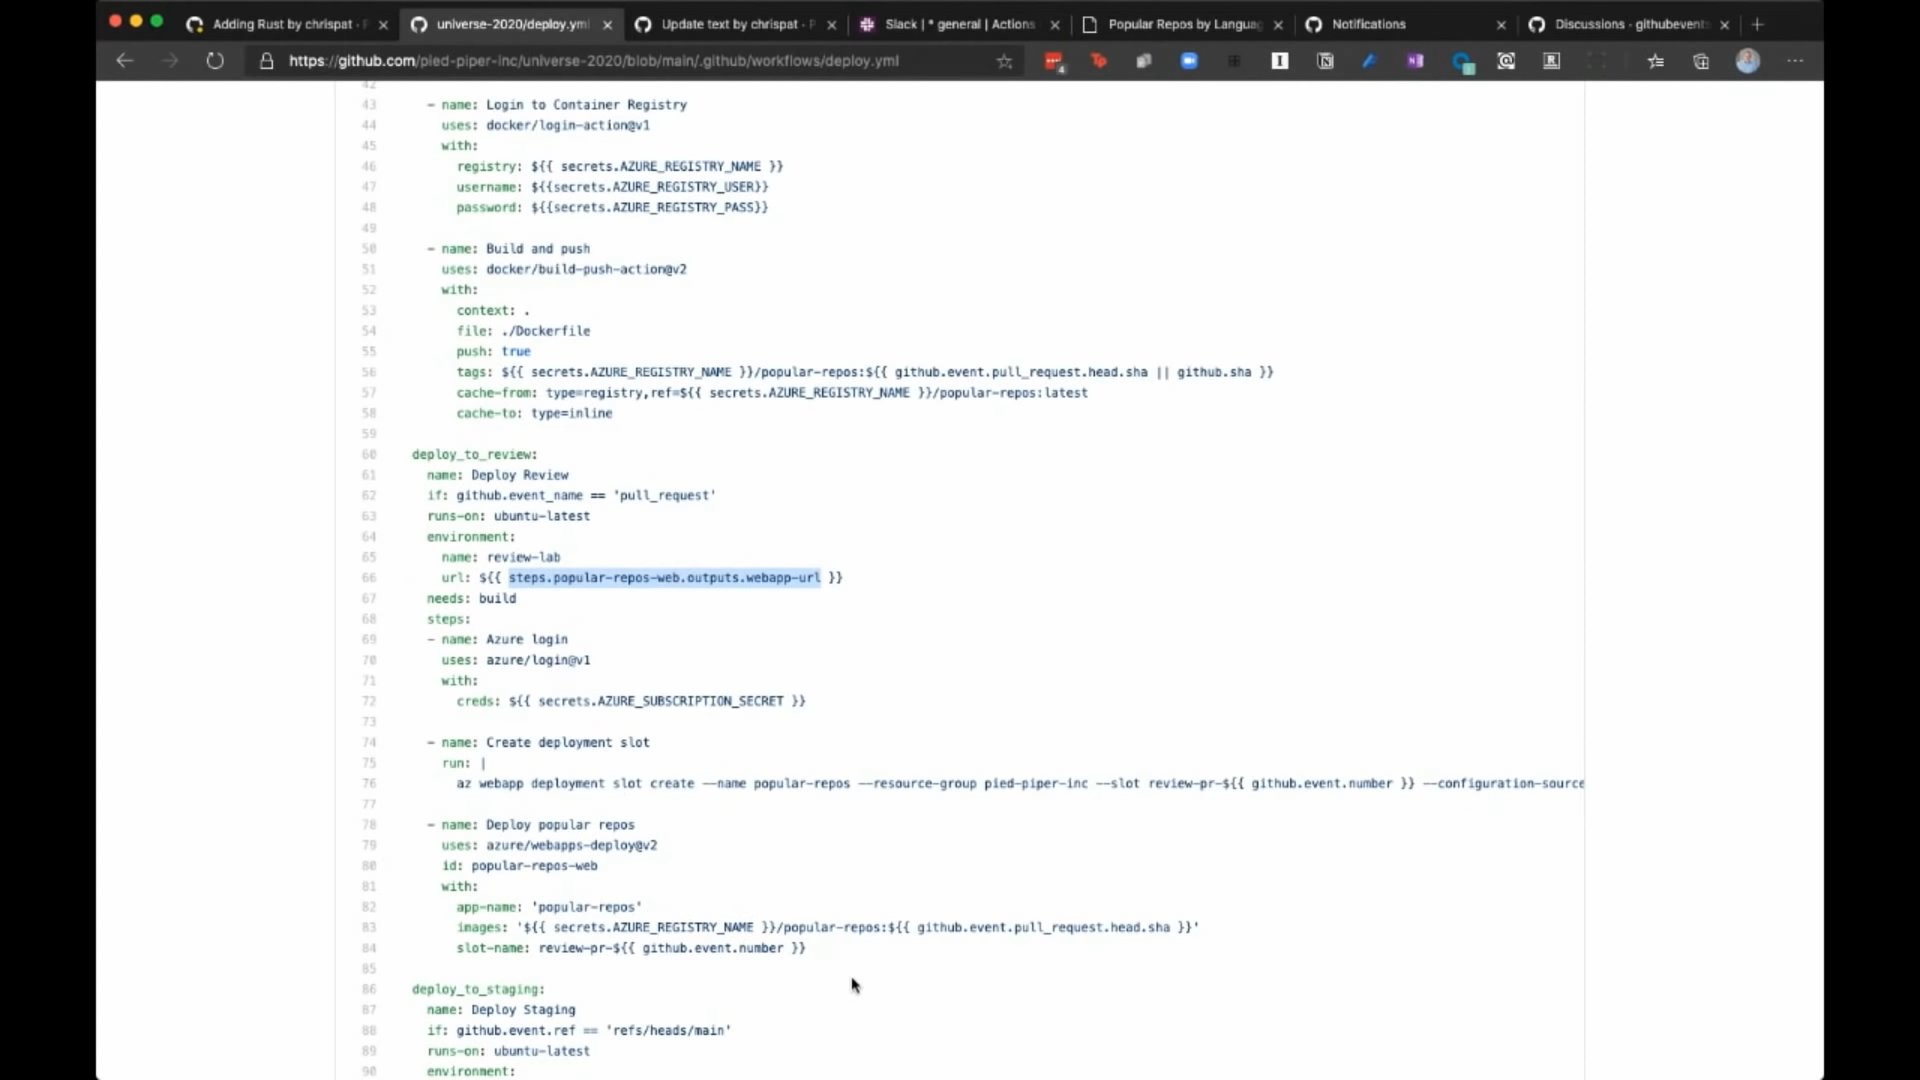 Adding Rust by chrispat ·
universe-2020/deploy.yml
Update text by chrispat ·
Slack | * general | Actions
Popular Repos by Langua
Notifications
Discussions · githubevent
https://github.com/pied-piper-inc/universe-2020/blob/main/.github/workflows/deploy.yml
42
43 - name: Login to Container Registry
44 uses: docker/login-action@v1
45 with:
46 registry: ${{ secrets.AZURE_REGISTRY_NAME }}
47 username: ${{secrets.AZURE_REGISTRY_USER}}
48 password: ${{secrets.AZURE_REGISTRY_PASS}}
49
50 - name: Build and push
51 uses: docker/build-push-action@v2
52 with:
53 context: .
54 file: ./Dockerfile
55 push: true
56 tags: ${{ secrets.AZURE_REGISTRY_NAME }}/popular-repos:${{ github.event.pull_request.head.sha || github.sha }}
57 cache-from: type=registry,ref=${{ secrets.AZURE_REGISTRY_NAME }}/popular-repos:latest
58 cache-to: type=inline
59
60 deploy_to_review:
61 name: Deploy Review
62 if: github.event_name == 'pull_request'
63 runs-on: ubuntu-latest
64 environment:
65 name: review-lab
66 url: ${{ steps.popular-repos-web.outputs.webapp-url }}
67 needs: build
68 steps:
69 - name: Azure login
70 uses: azure/login@v1
71 with:
72 creds: ${{ secrets.AZURE_SUBSCRIPTION_SECRET }}
73
74 - name: Create deployment slot
75 run: |
76 az webapp deployment slot create --name popular-repos --resource-group pied-piper-inc --slot review-pr-${{ github.event.number }} --configuration-source
77
78 - name: Deploy popular repos
79 uses: azure/webapps-deploy@v2
80 id: popular-repos-web
81 with:
82 app-name: 'popular-repos'
83 images: '${{ secrets.AZURE_REGISTRY_NAME }}/popular-repos:${{ github.event.pull_request.head.sha }}'
84 slot-name: review-pr-${{ github.event.number }}
85
86 deploy_to_staging:
87 name: Deploy Staging
88 if: github.event.ref == 'refs/heads/main'
89 runs-on: ubuntu-latest
90 environment: